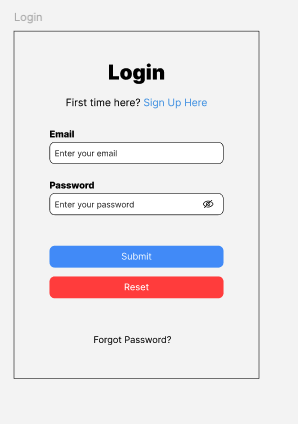 Login
Login
First time here? Sign Up Here
Email
Enter your email
Password
Enter your password
Submit
Reset
Forgot Password?